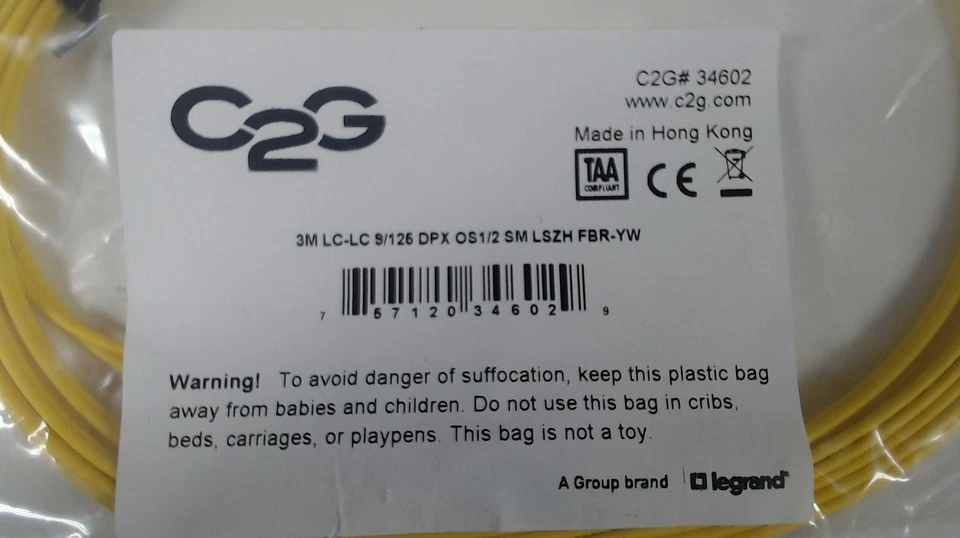 C2G
C2G# 34602
www.c2g.com
Made in Hong Kong
TAA
COMPLIANT
CE
3M LC-LC 9/125 DPX OS1/2 SM LSZH FBR-YW
7 57120 34602 9
Warning! To avoid danger of suffocation, keep this plastic bag
away from babies and children. Do not use this bag in cribs,
beds, carriages, or playpens. This bag is not a toy.
A Group brand legrand®